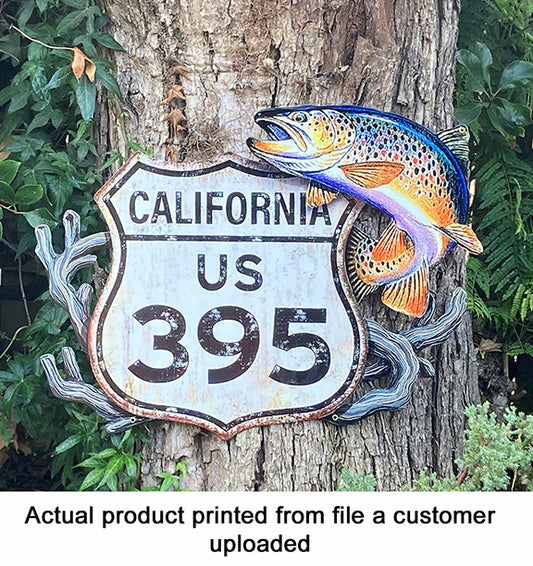 CALIFORNIA
US
395
Actual product printed from file a customer
uploaded